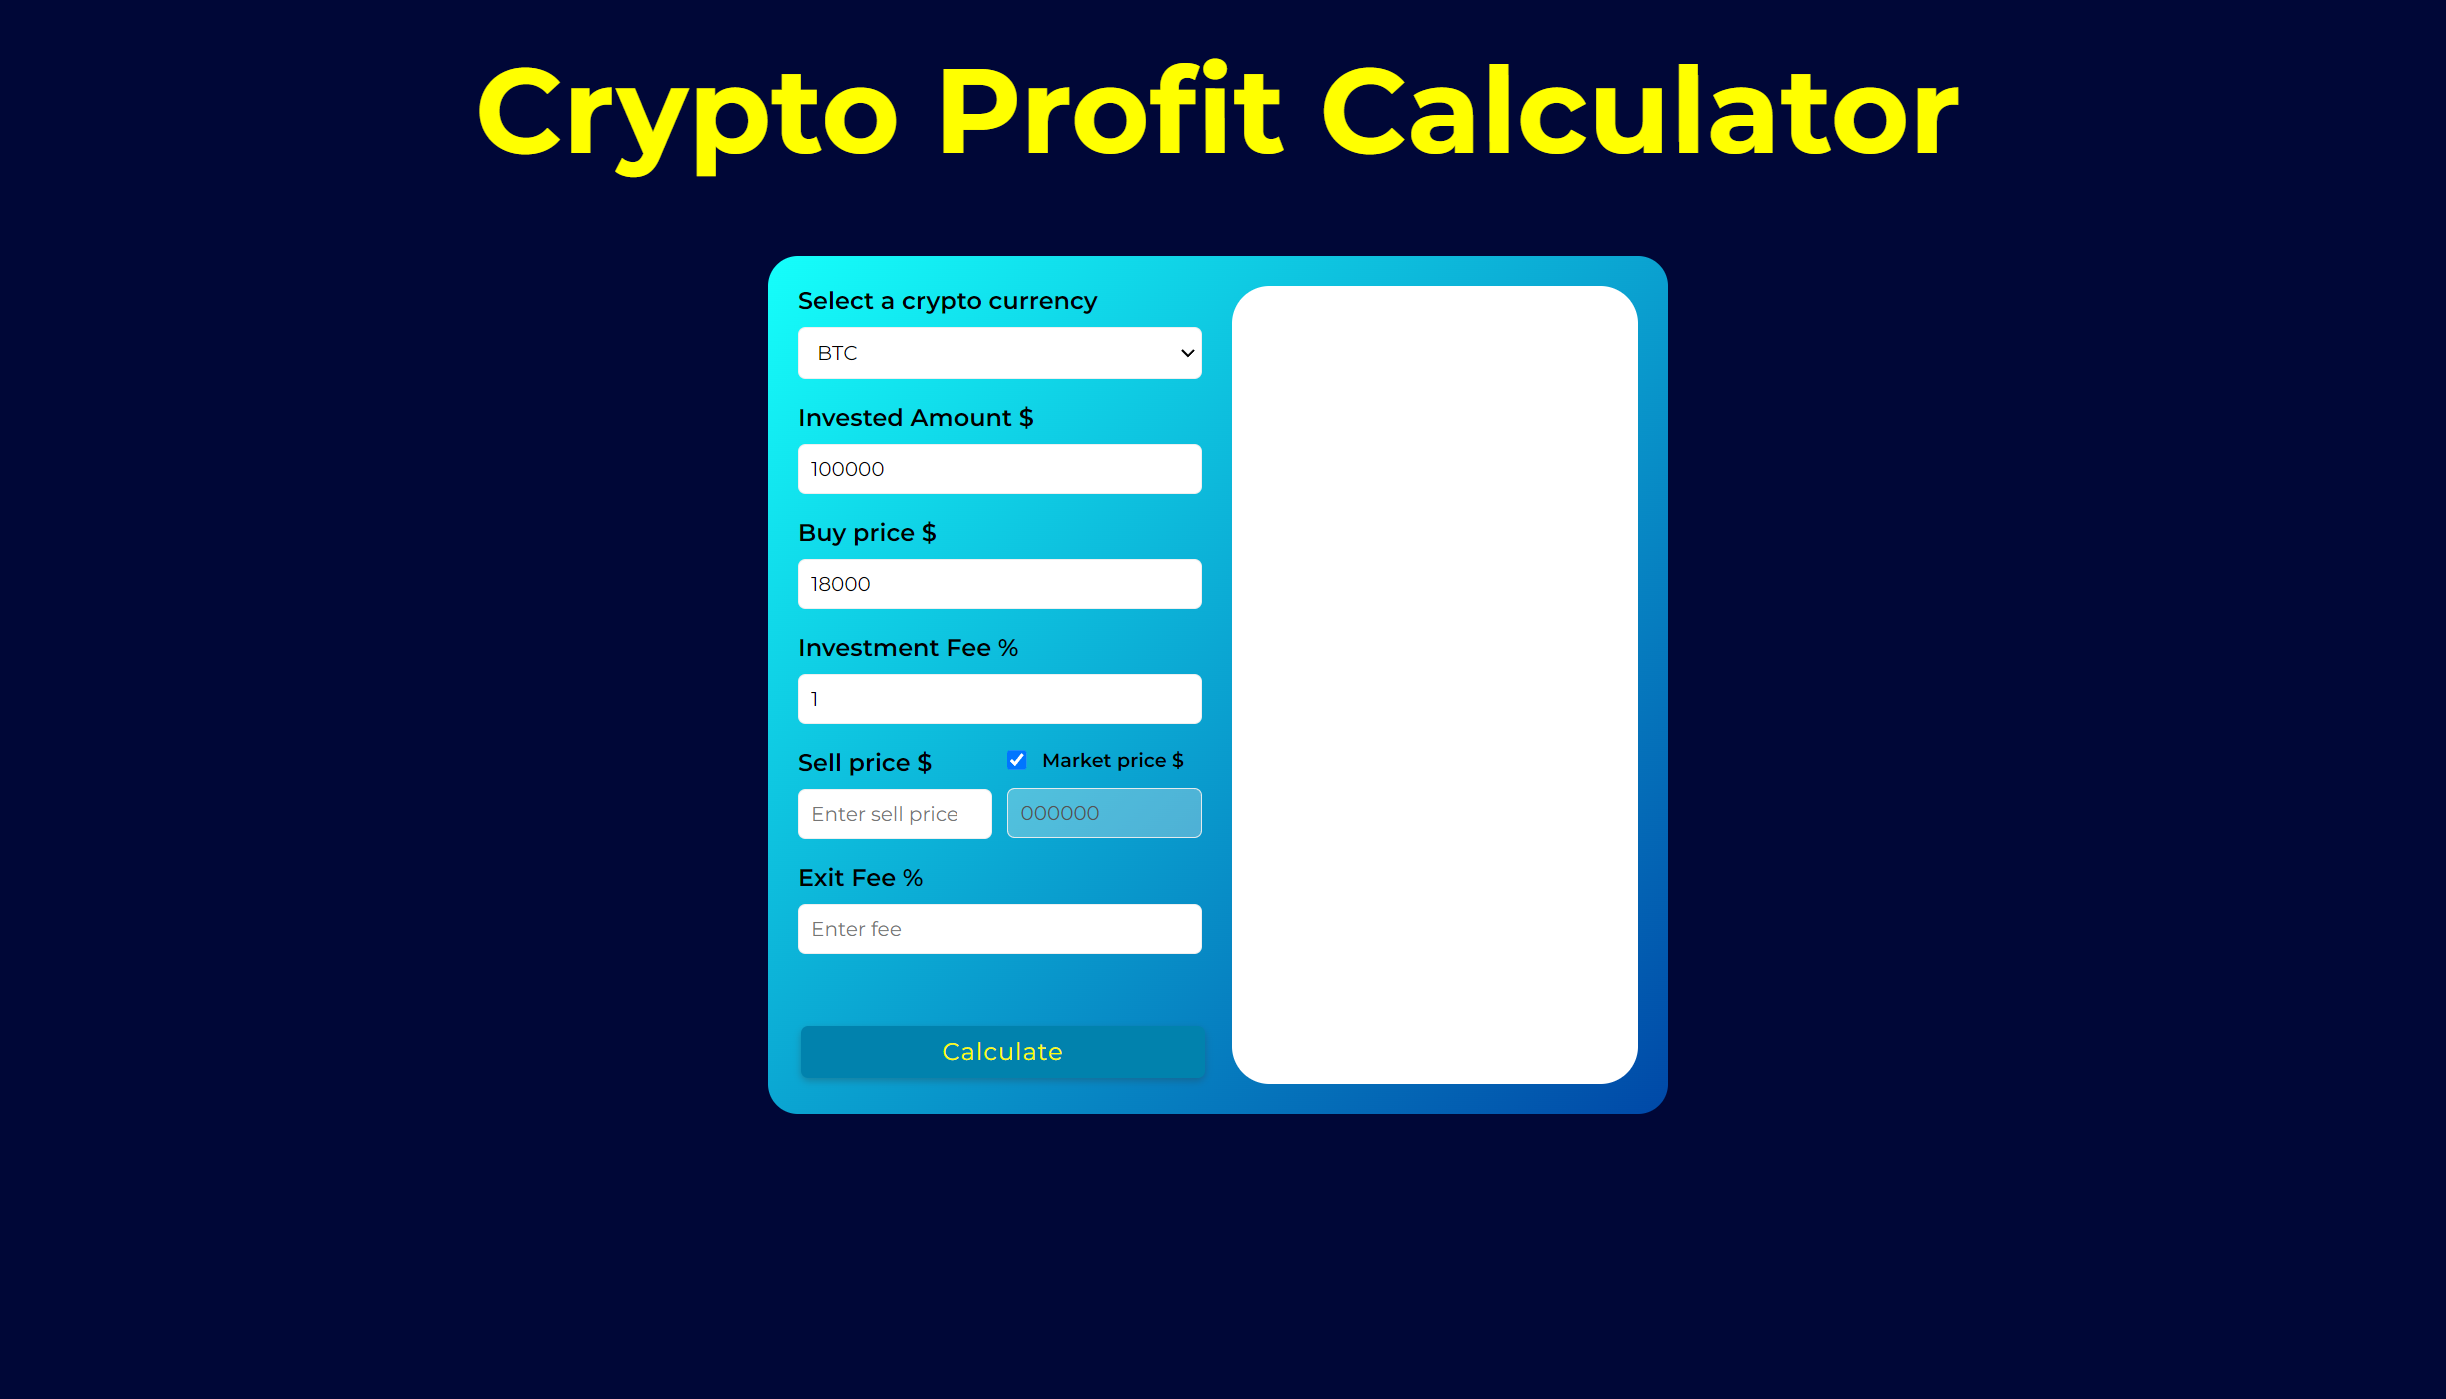 Crypto Profit Calculator
Select a crypto currency
BTC
Invested Amount $
100000
Buy price $
18000
Investment Fee %
1
Sell price $
Market price $
Enter sell price
000000
Exit Fee %
Enter fee
Calculate